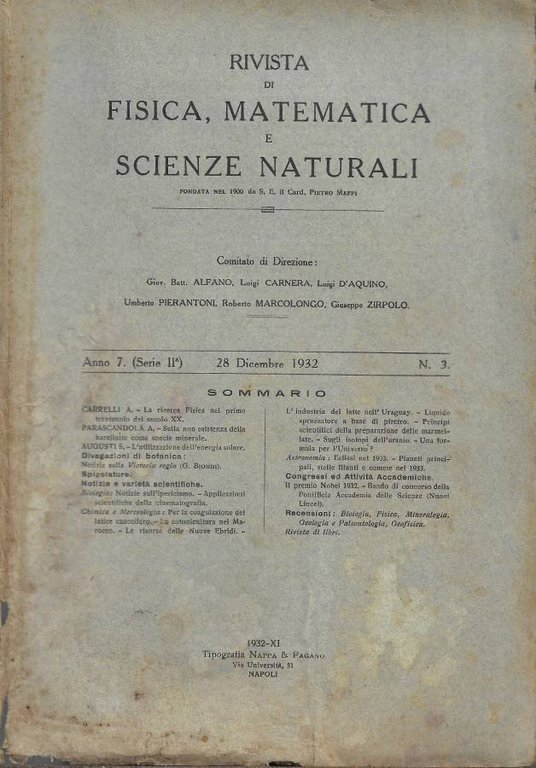 RIVISTA
DI
FISICA, MATEMATICA
E
SCIENZE NATURALI
FONDATA NEL 1900 da S. E. il Card. PIETRO MAFFI
Comitato di Direzione:
Giov. Batt. ALFANO, Luigi CARNERA, Luigi D'AQUINO,
Umberto PIERANTONI, Roberto MARCOLONGO, Giuseppe ZIRPOLO.
Anno 7. (Serie IIª) 28 Dicembre 1932 N. 3.
SOMMARIO
CARRELLI A. - La ricerca Fisica nel primo
trentennio del secolo XX.
PARASCANDOLA A. - Sulla non esistenza della
karelinite come specie minerale.
AUGUSTI S. - L'utilizzazione dell'energia solare.
Divagazioni di botanica:
Notizie sulla Victoria regia (G. BIONDI).
Spigolature.
Notizie e varietà scientifiche.
Biologia: Notizie sull'ipericismo. - Applicazioni
scientifiche della cinematografia.
Chimica e Merceologia: Per la coagulazione del
latice cauccifero. - La cotonicultura nel Ma-
rocco. - Le risorse delle Nuove Ebridi. -
L'industria del latte nell'Uraguay. - Liquido
spruzzatore a base di piretro. - Principi
scientifici della preparazione delle marmel-
late. - Sugli isotopi dell'uranio. - Una for-
mula per l'Universo?
Astronomia: Eclissi nel 1933. - Pianeti princi-
pali, stelle filanti e comete nel 1933.
Congressi ed Attività Accademiche.
Il premio Nobel 1932. - Bando di concorso della
Pontificia Accademia delle Scienze (Nuovi
Lincei).
Recensioni: Biologia, Fisica, Mineralogia,
Geologia e Paleontologia, Geofisica.
Rivista di libri.
1932-XI
Tipografia NAPPA & PAGANO
Via Università, 51
NAPOLI